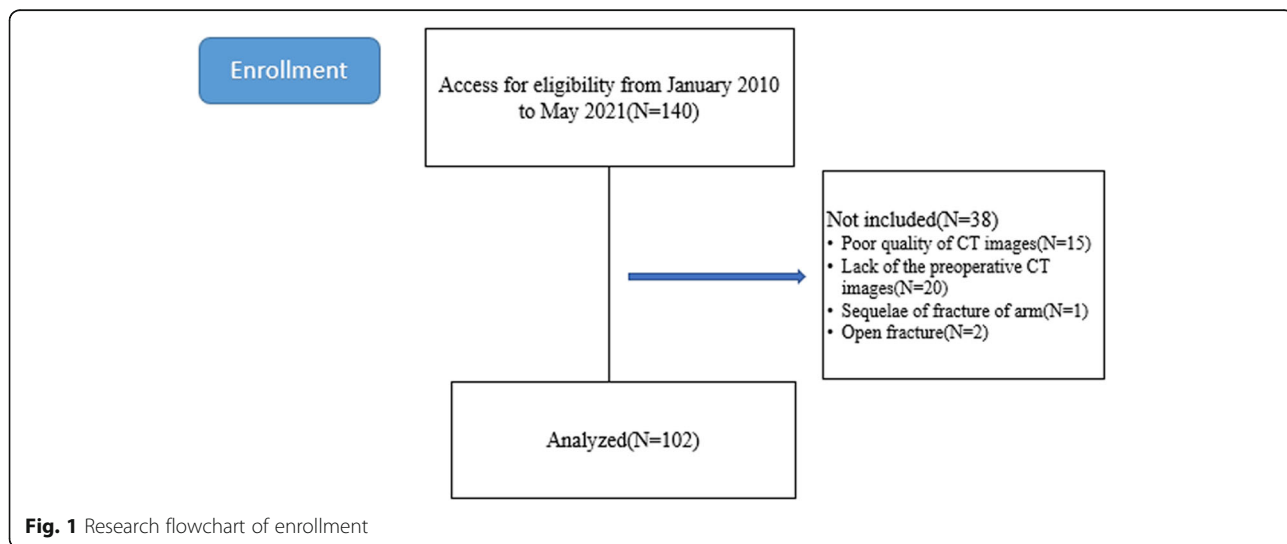 Enrollment
Access for eligibility from January 2010
to May 2021(N=140)
Not included(N=38)
• Poor quality of CT images(N=15)
• Lack of the preoperative CT
images(N=20)
• Sequelae of fracture of arm(N=1)
• Open fracture(N=2)
Analyzed(N=102)
Fig. 1 Research flowchart of enrollment